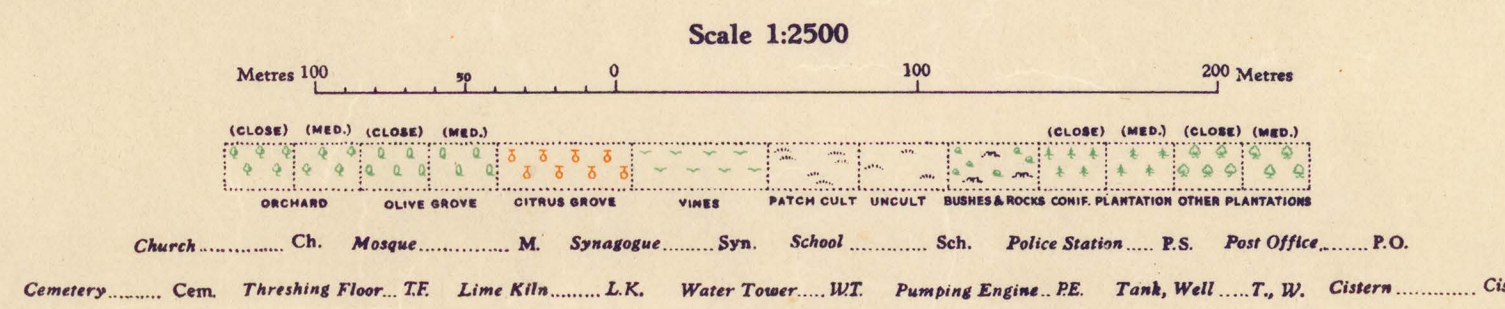 Scale 1:2500
Metres 100 50 0 100 200 Metres
(CLOSE) (MED.) (CLOSE) (MED.) (CLOSE) (MED.) (CLOSE) (MED.)
ORCHARD OLIVE GROVE CITRUS GROVE VINES PATCH CULT UNCULT BUSHES & ROCKS CONIF. PLANTATION OTHER PLANTATIONS
Church............. Ch. Mosque.............. M. Synagogue........ Syn. School ............ Sch. Police Station ..... P.S. Post Office........ P.O.
Cemetery......... Cem. Threshing Floor... T.F. Lime Kiln......... L.K. Water Tower..... W.T. Pumping Engine.. P.E. Tank, Well .....T., W. Cistern ............. Cis